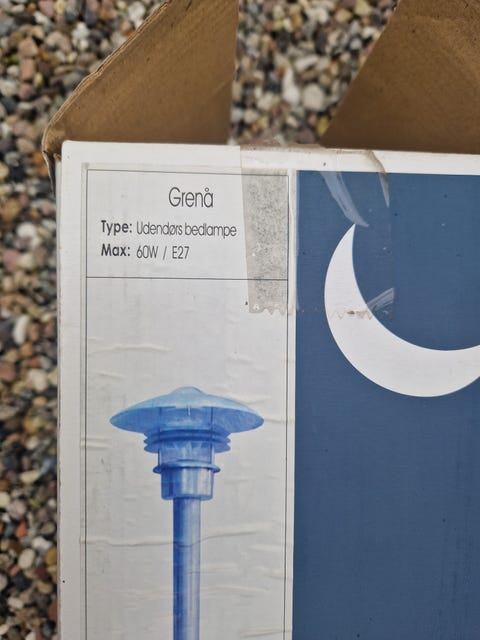 Grenå
Type: Udendørs bedlampe
Max: 60W / E27